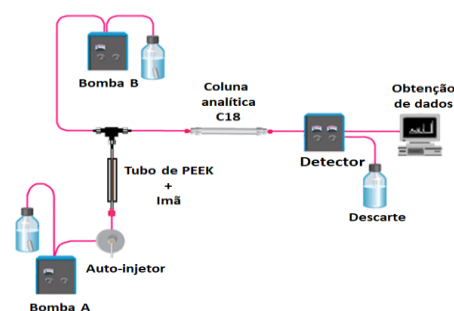 Bomba B
Coluna
analítica
C18
Obtenção
de dados
Detector
Tubo de PEEK
+
Imã
Descarte
Auto-injetor
Bomba A